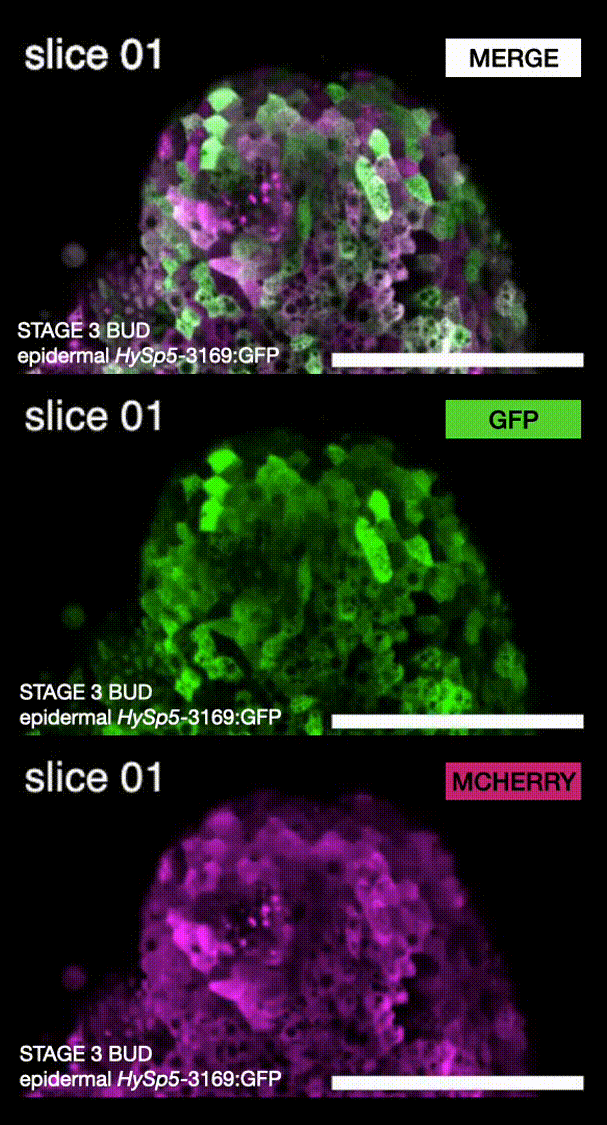 slice 01
MERGE
STAGE 3 BUD
epidermal HySp5-3169:GFP
slice 01
GFP
STAGE 3 BUD
epidermal HySp5-3169:GFP
slice 01
MCHERRY
STAGE 3 BUD
epidermal HySp5-3169:GFP